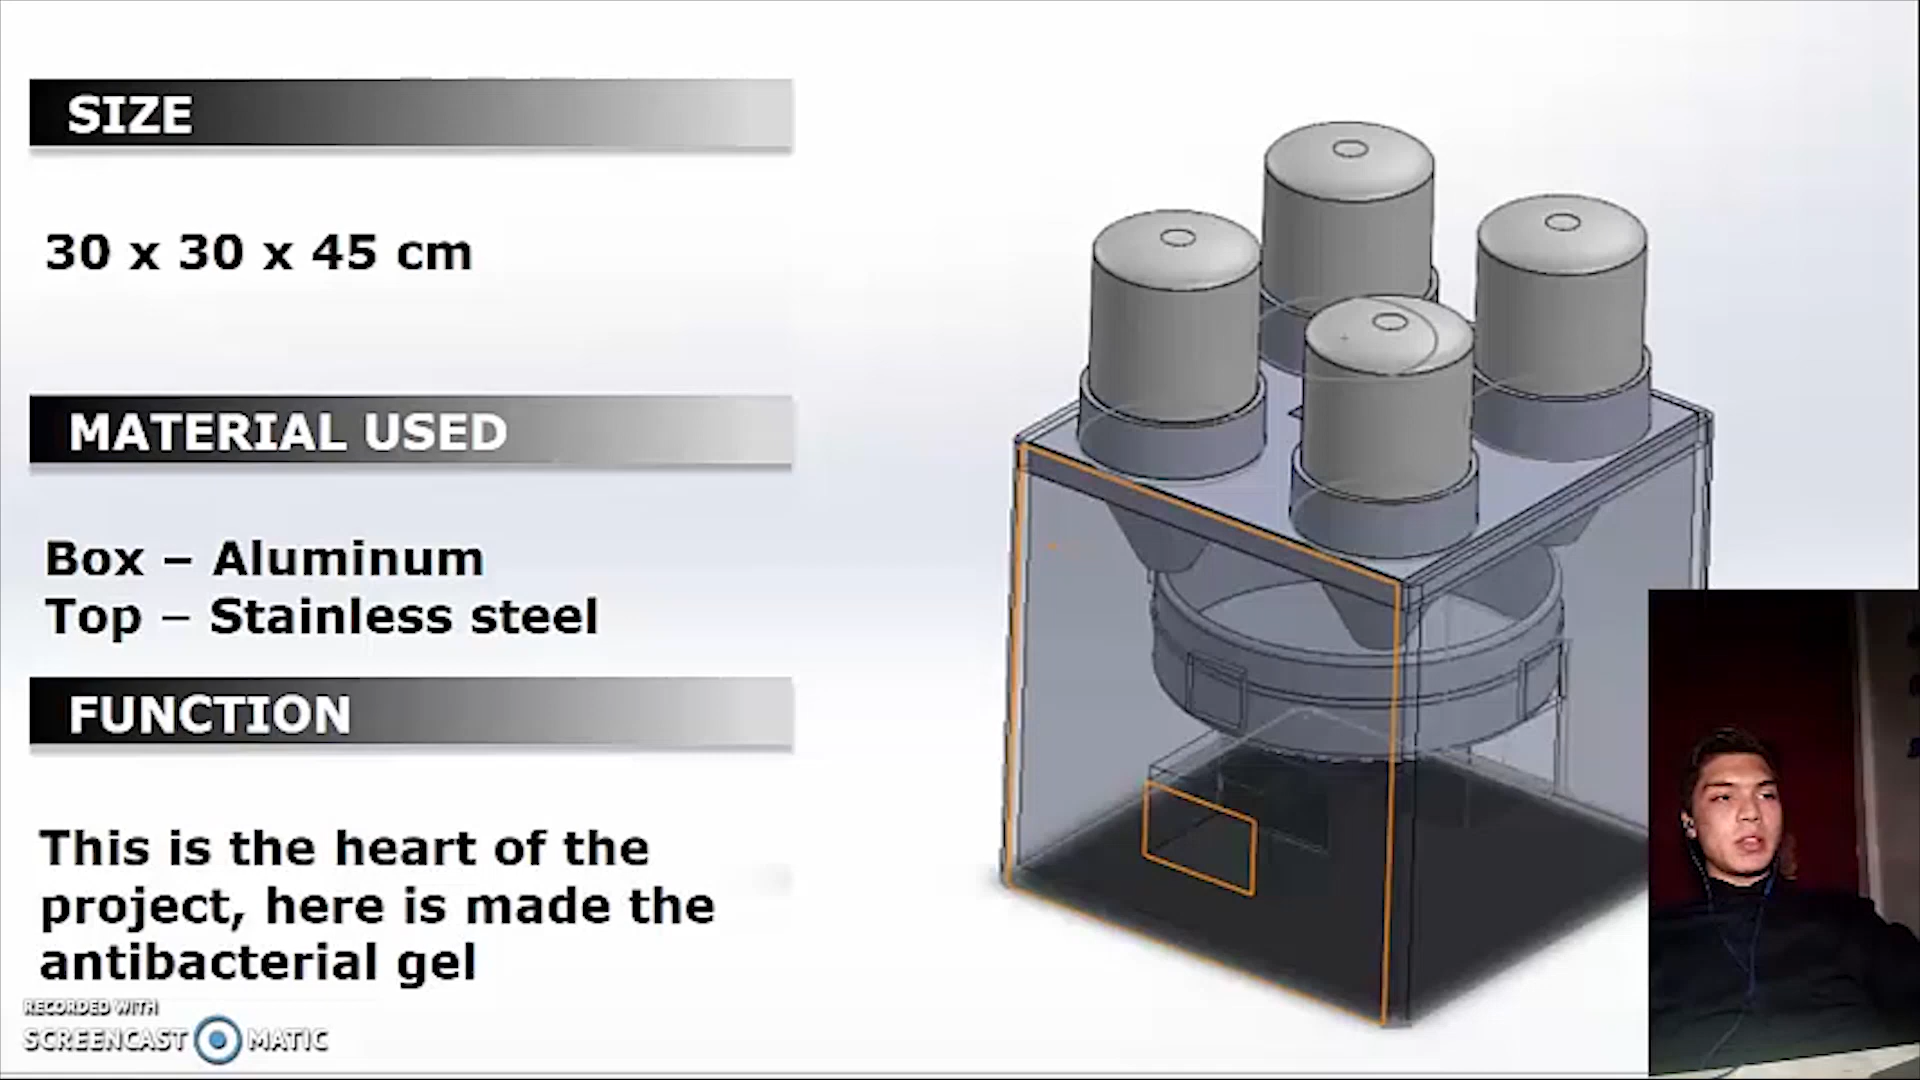 SIZE
30 x 30 x 45 cm
MATERIAL USED
Box – Aluminum
Top – Stainless steel
FUNCTION
This is the heart of the
project, here is made the
antibacterial gel
RECORDED WITH
SCREENCAST MATIC